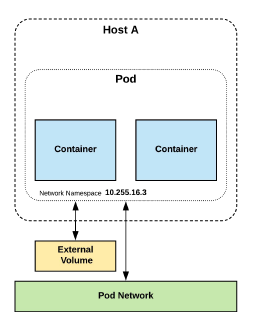 Host A
Pod
Container
Container
Network Namespace 10.255.16.3
External
Volume
Pod Network